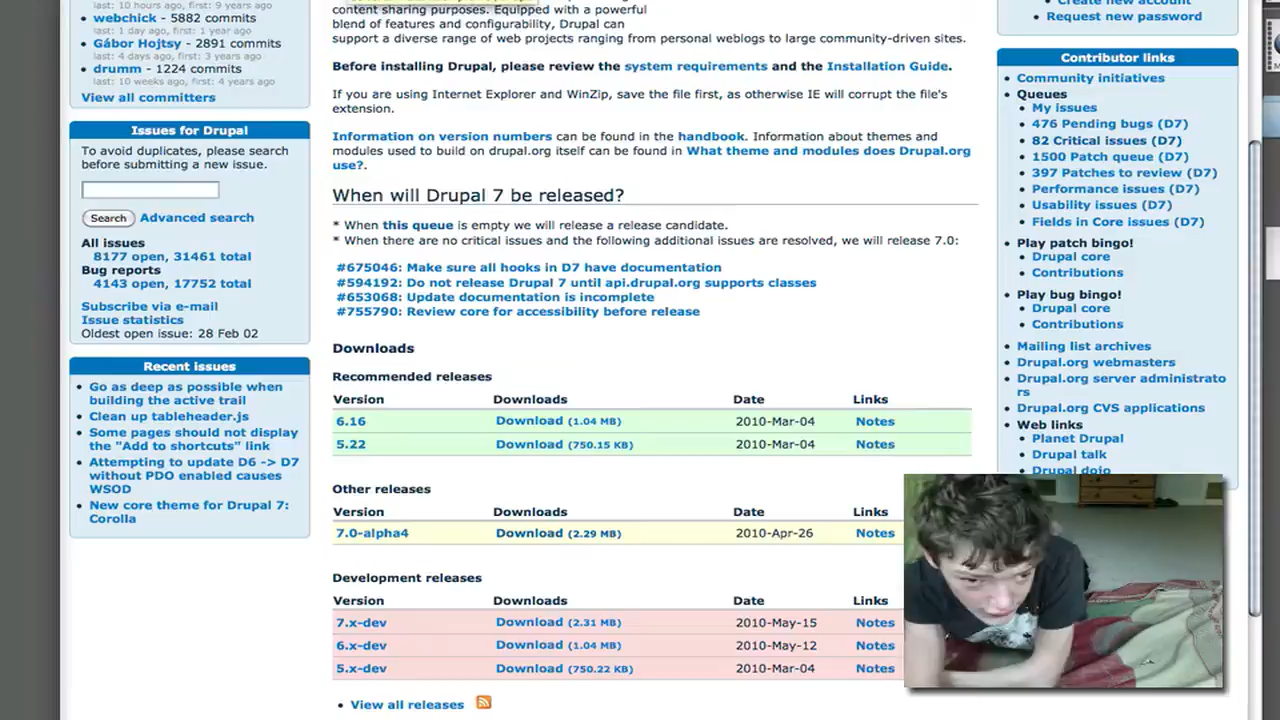 last: 10 hours ago, first: 9 years ago
webchick - 5882 commits
last: 1 day ago, first: 1 year ago
Gábor Hojtsy - 2891 commits
last: 4 days ago, first: 3 years ago
drumm - 1224 commits
last: 10 weeks ago, first: 4 years ago
View all committers
Issues for Drupal
To avoid duplicates, please search
before submitting a new issue.
Search Advanced search
All issues
8177 open, 31461 total
Bug reports
4143 open, 17752 total
Subscribe via e-mail
Issue statistics
Oldest open issue: 28 Feb 02
Recent issues
Go as deep as possible when
building the active trail
Clean up tableheader.js
Some pages should not display
the "Add to shortcuts" link
Attempting to update D6 -> D7
without PDO enabled causes
WSOD
New core theme for Drupal 7:
Corolla
content sharing purposes. Equipped with a powerful
blend of features and configurability, Drupal can
support a diverse range of web projects ranging from personal weblogs to large community-driven sites.
Before installing Drupal, please review the system requirements and the Installation Guide.
If you are using Internet Explorer and WinZip, save the file first, as otherwise IE will corrupt the file's
extension.
Information on version numbers can be found in the handbook. Information about themes and
modules used to build on drupal.org itself can be found in What theme and modules does Drupal.org
use?.
When will Drupal 7 be released?
* When this queue is empty we will release a release candidate.
* When there are no critical issues and the following additional issues are resolved, we will release 7.0:
#675046: Make sure all hooks in D7 have documentation
#594192: Do not release Drupal 7 until api.drupal.org supports classes
#653068: Update documentation is incomplete
#755790: Review core for accessibility before release
Downloads
Recommended releases
Version Downloads Date Links
6.16 Download (1.04 MB) 2010-Mar-04 Notes
5.22 Download (750.15 KB) 2010-Mar-04 Notes
Other releases
Version Downloads Date Links
7.0-alpha4 Download (2.29 MB) 2010-Apr-26 Notes
Development releases
Version Downloads Date Links
7.x-dev Download (2.31 MB) 2010-May-15 Notes
6.x-dev Download (1.04 MB) 2010-May-12 Notes
5.x-dev Download (750.22 KB) 2010-Mar-04 Notes
View all releases
Create new account
Request new password
Contributor links
Community initiatives
Queues
My issues
476 Pending bugs (D7)
82 Critical issues (D7)
1500 Patch queue (D7)
397 Patches to review (D7)
Performance issues (D7)
Usability issues (D7)
Fields in Core issues (D7)
Play patch bingo!
Drupal core
Contributions
Play bug bingo!
Drupal core
Contributions
Mailing list archives
Drupal.org webmasters
Drupal.org server administrato
rs
Drupal.org CVS applications
Web links
Planet Drupal
Drupal talk
Drupal dojo